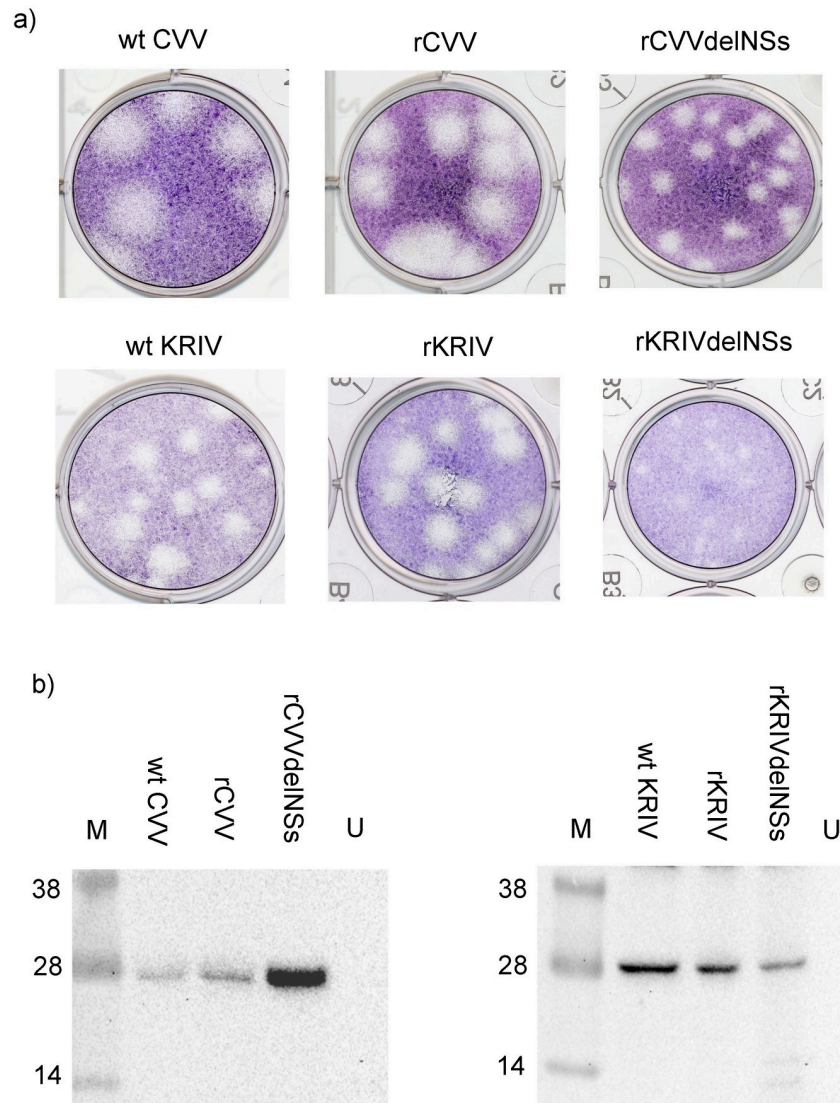 a)
wt CVV
rCVV
rCVVdelNSs
wt KRIV
rKRIV
rKRIVdelNSs
B3
b)
M
wt CVV
rCVV
rCVVdelNSs
U
38
28
14
M
wt KRIV
rKRIV
rKRIVdelNSs
U
38
28
14